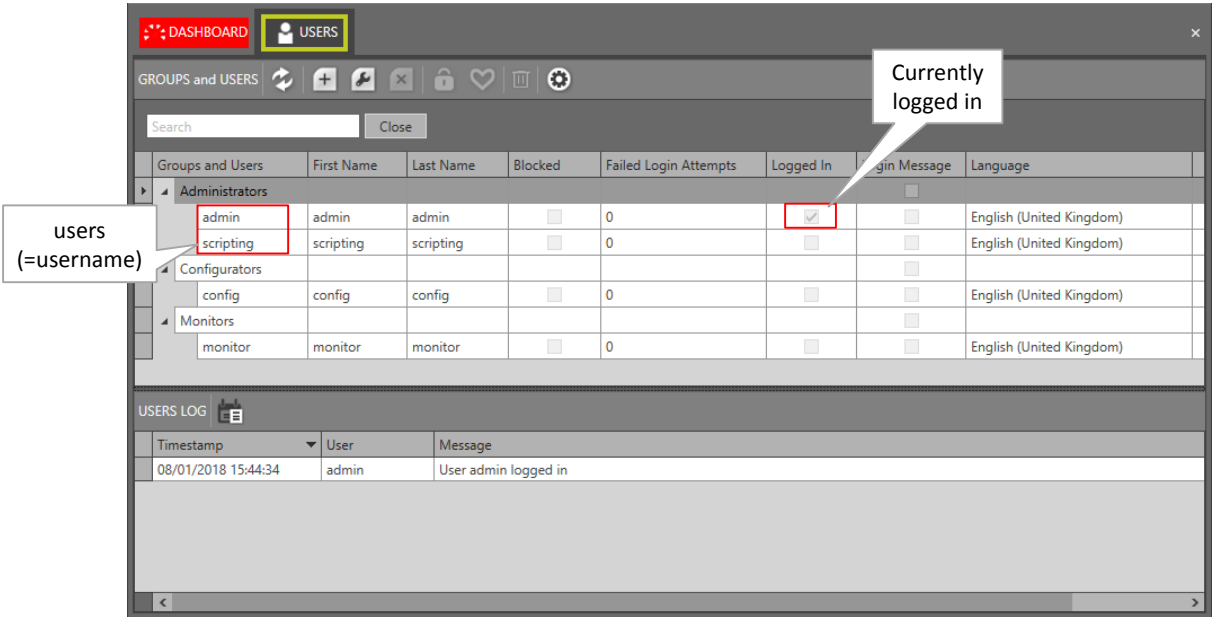 DASHBOARD USERS
GROUPS and USERS
Currently
logged in
Search Close
Groups and Users First Name Last Name Blocked Failed Login Attempts Logged In gin Message Language
Administrators
admin admin admin 0 English (United Kingdom)
users
(=username)
scripting scripting scripting 0 English (United Kingdom)
Configurators
config config config 0 English (United Kingdom)
Monitors
monitor monitor monitor 0 English (United Kingdom)
USERS LOG
Timestamp User Message
08/01/2018 15:44:34 admin User admin logged in